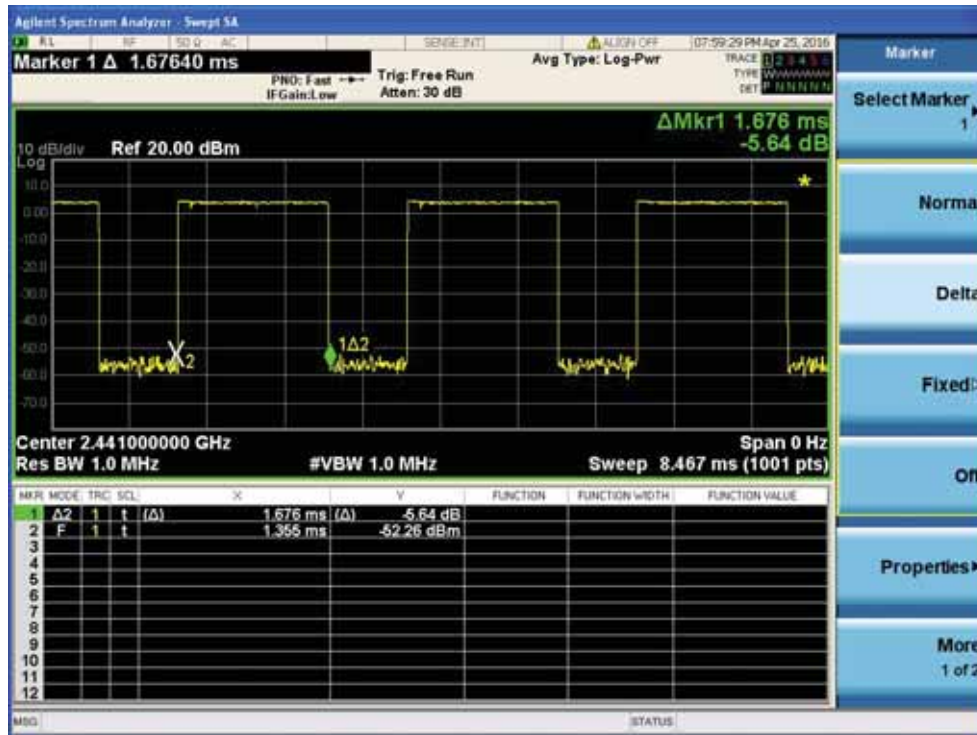 Agilent Spectrum Analyzer - Swept SA
RL RF 50 Ω AC SENSE:INT ALIGN OFF 07:59:29 PM Apr 25, 2016
Marker 1 Δ 1.67640 ms
PNO: Fast Trig: Free Run
IFGain:Low Atten: 30 dB
Avg Type: Log-Pwr
TRACE 1 2 3 4 5 6
TYPE WWWWWW
DET P N N N N N
ΔMkr1 1.676 ms
-5.64 dB
10 dB/div Ref 20.00 dBm
Log
10.0
0.00
-10.0
-20.0
-30.0
-40.0
-50.0
-60.0
-70.0
X2
1Δ2
Center 2.441000000 GHz Span 0 Hz
Res BW 1.0 MHz #VBW 1.0 MHz Sweep 8.467 ms (1001 pts)
MKR MODE TRC SCL X Y FUNCTION FUNCTION WIDTH FUNCTION VALUE
1 Δ2 1 t (Δ) 1.676 ms (Δ) -5.64 dB
2 F 1 t 1.355 ms -52.26 dBm
3
4
5
6
7
8
9
10
11
12
MSG STATUS
Marker
Select Marker
1
Norma
Delta
Fixed
Off
Properties
More
1 of 2